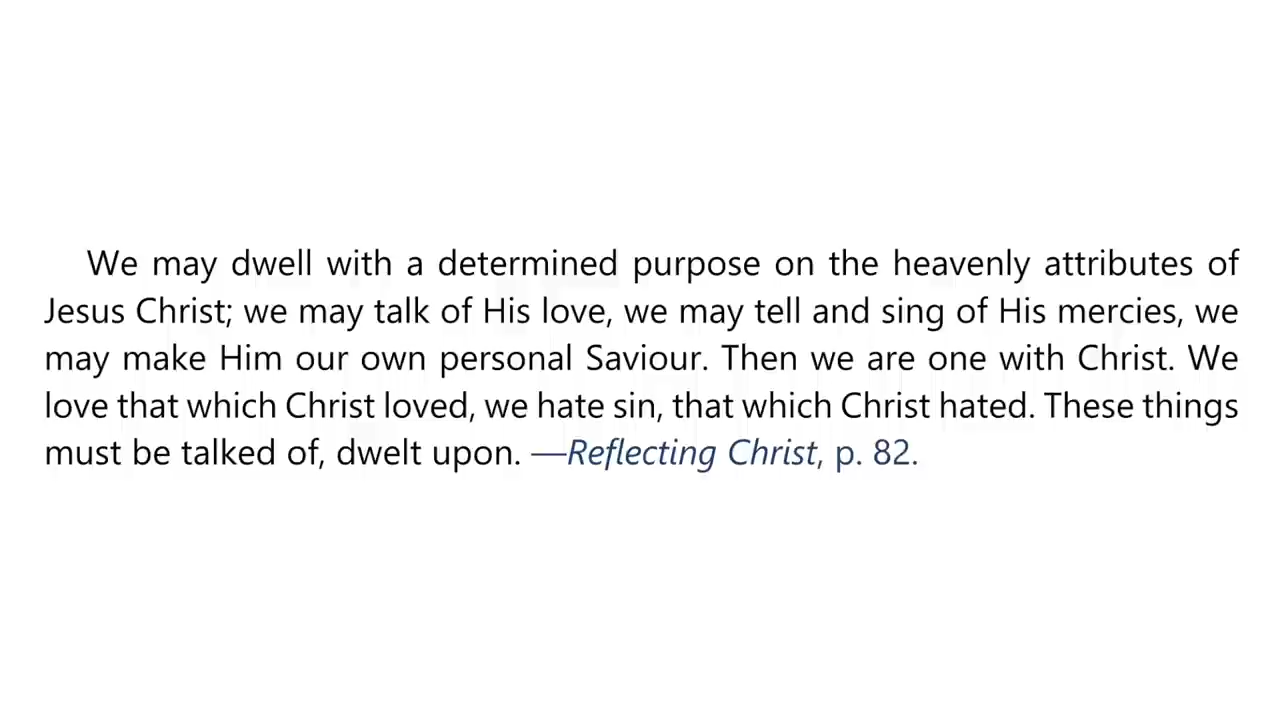 We may dwell with a determined purpose on the heavenly attributes of
Jesus Christ; we may talk of His love, we may tell and sing of His mercies, we
may make Him our own personal Saviour. Then we are one with Christ. We
love that which Christ loved, we hate sin, that which Christ hated. These things
must be talked of, dwelt upon. —Reflecting Christ, p. 82.